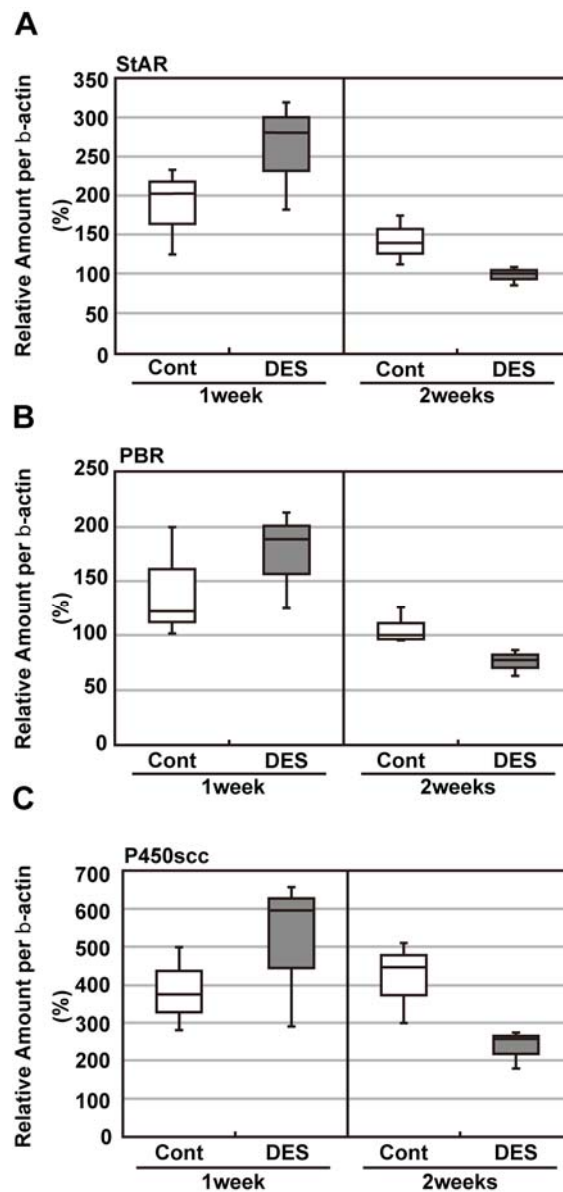 A
StAR
Relative Amount per b-actin
(%)
350
300
250
200
150
100
50
0
Cont DES Cont DES
1week 2weeks
B
PBR
Relative Amount per b-actin
(%)
250
200
150
100
50
0
Cont DES Cont DES
1week 2weeks
C
P450scc
Relative Amount per b-actin
(%)
700
600
500
400
300
200
100
0
Cont DES Cont DES
1week 2weeks